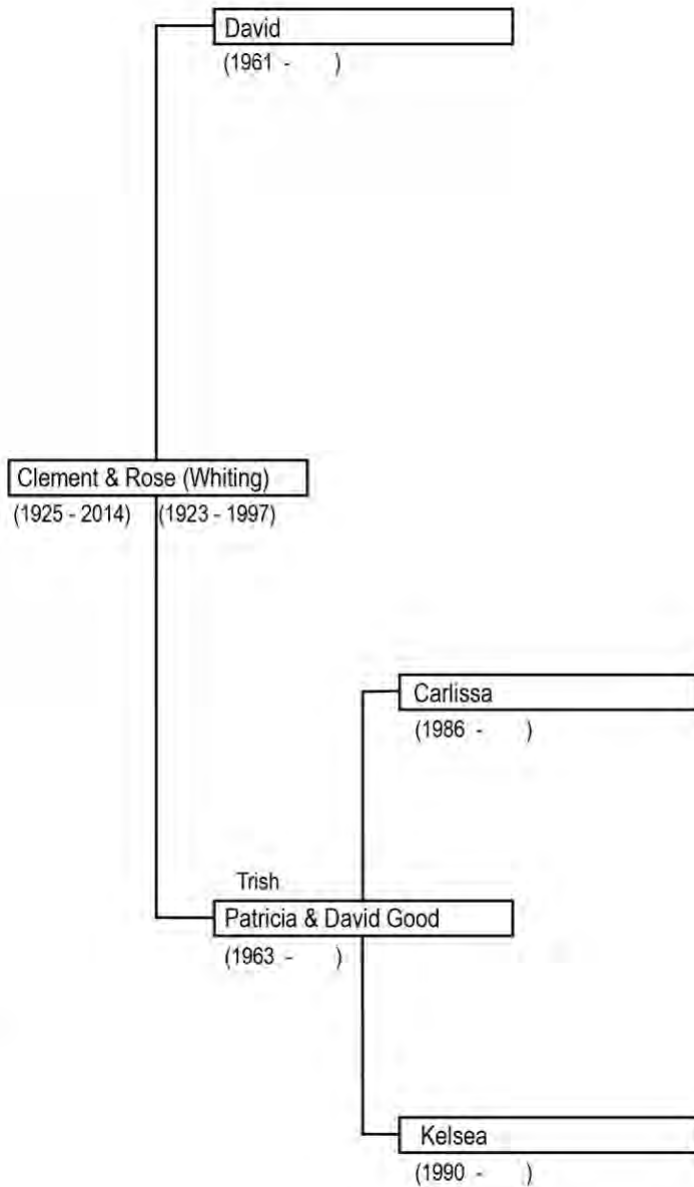 David
(1961 - )
Clement & Rose (Whiting)
(1925 - 2014) (1923 - 1997)
Carlissa
(1986 - )
Trish
Patricia & David Good
(1963 - )
Kelsea
(1990 - )